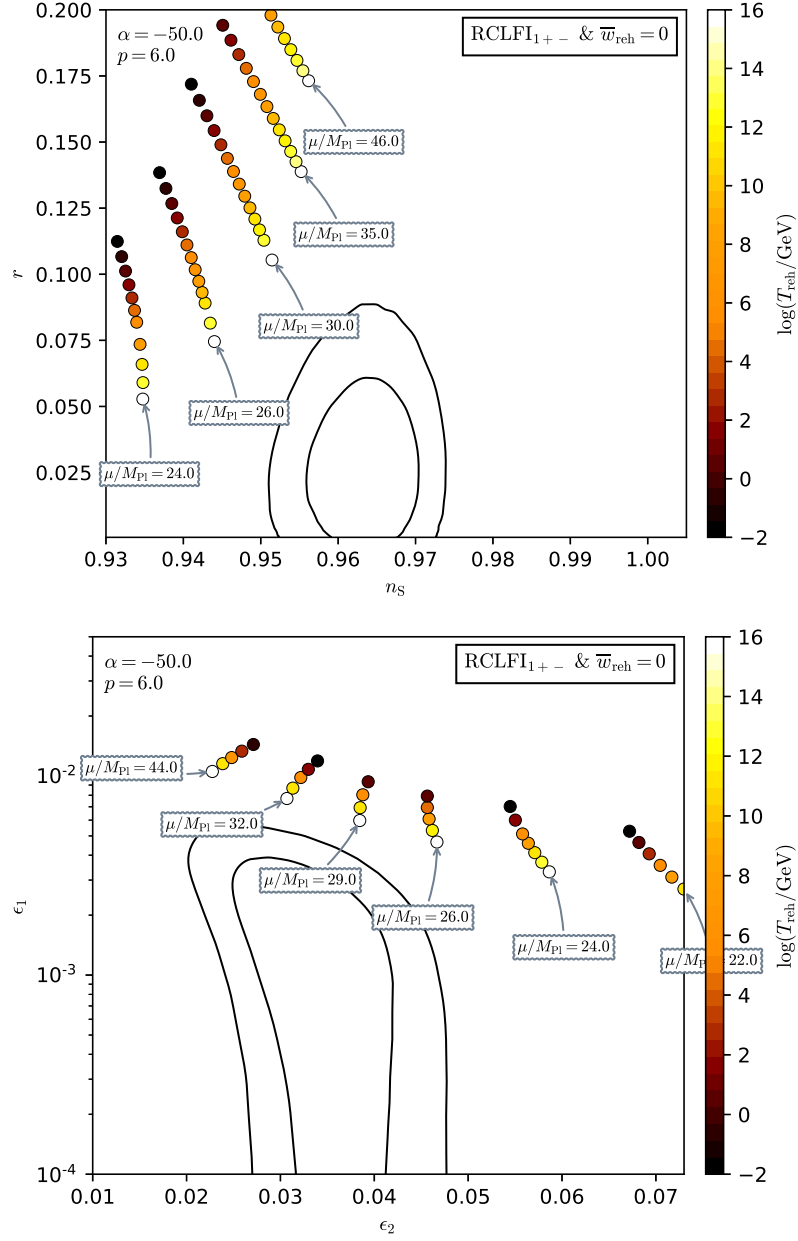 α = −50.0
p = 6.0
RCLFI1+− & w̅reh = 0
0.200
0.175
0.150
0.125
0.100
0.075
0.050
0.025
r
μ/MPl = 46.0
μ/MPl = 35.0
μ/MPl = 30.0
μ/MPl = 26.0
μ/MPl = 24.0
0.93 0.94 0.95 0.96 0.97 0.98 0.99 1.00
nS
16
14
12
10
8
6
4
2
0
−2
log(Treh/GeV)
α = −50.0
p = 6.0
RCLFI1+− & w̅reh = 0
10−2
10−3
10−4
ϵ1
μ/MPl = 44.0
μ/MPl = 32.0
μ/MPl = 29.0
μ/MPl = 26.0
μ/MPl = 24.0
μ/MP 22.0
0.01 0.02 0.03 0.04 0.05 0.06 0.07
ϵ2
16
14
12
10
8
6
4
2
0
−2
log(Treh/GeV)